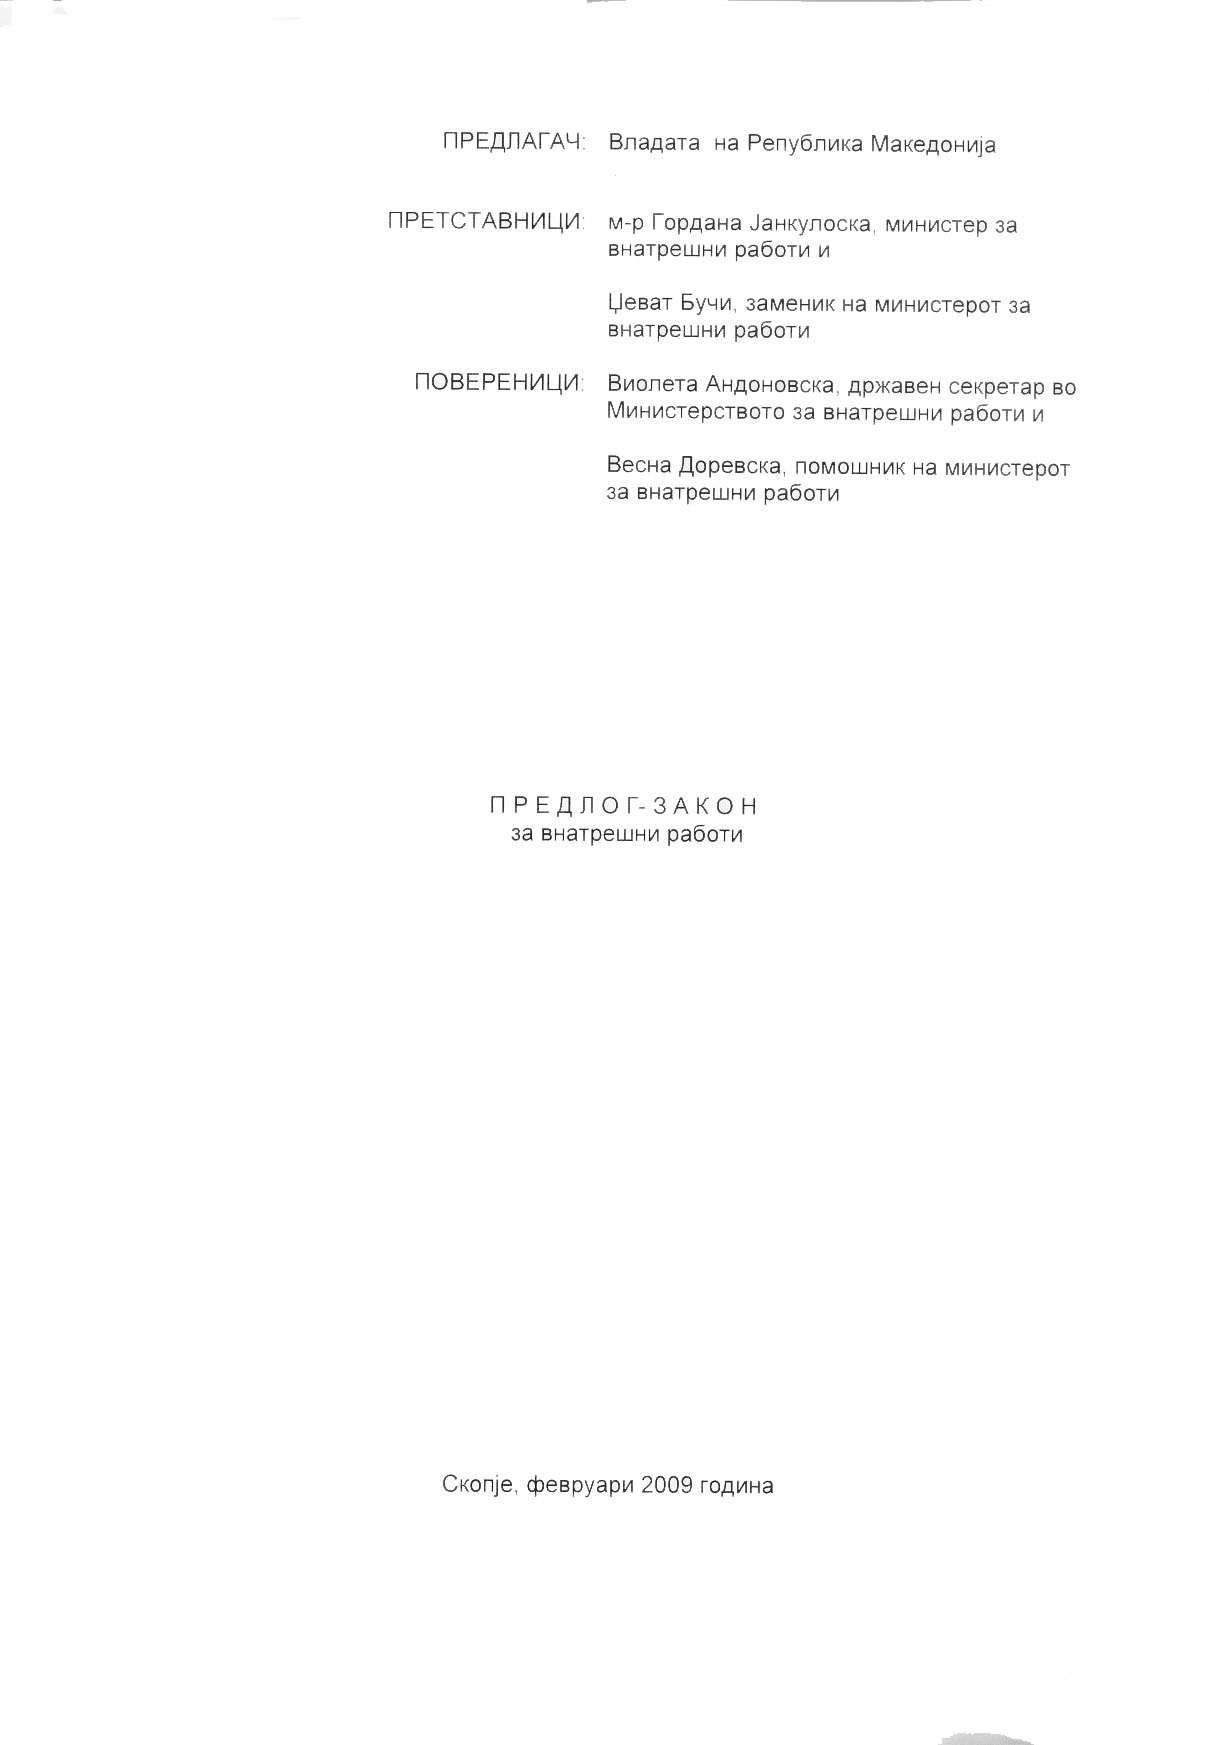 ПРЕДЛАГАЧ: Владата на Република Македонија
ПРЕТСТАВНИЦИ: м-р Гордана Јанкулоска, министер за
внатрешни работи и
Џеват Бучи, заменик на министерот за
внатрешни работи
ПОВЕРЕНИЦИ: Виолета Андоновска, државен секретар во
Министерството за внатрешни работи и
Весна Доревска, помошник на министерот
за внатрешни работи
П Р Е Д Л О Г- З А К О Н
за внатрешни работи
Скопје, февруари 2009 година